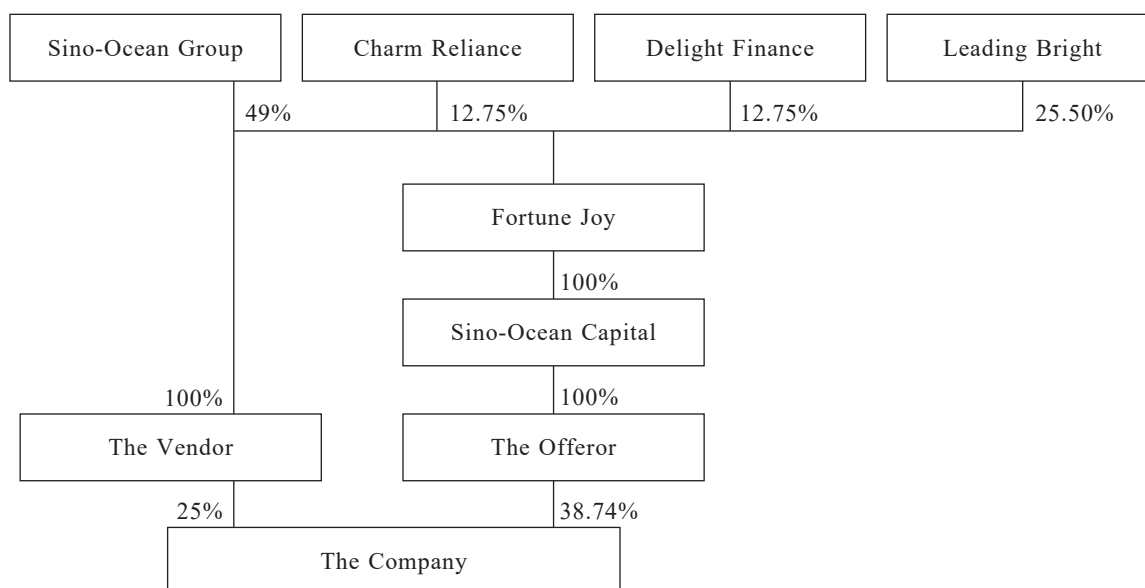 Sino-Ocean Group
Charm Reliance
Delight Finance
Leading Bright
49%
12.75%
12.75%
25.50%
Fortune Joy
100%
Sino-Ocean Capital
100%
100%
The Vendor
The Offeror
25%
38.74%
The Company